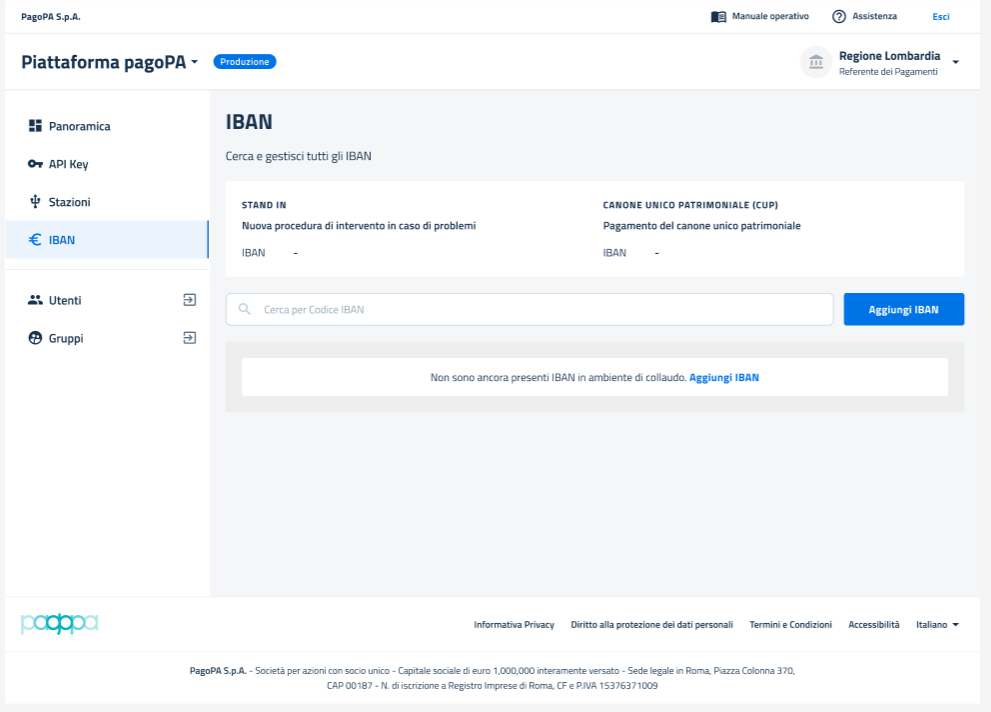 PagoPA S.p.A.
Manuale operativo
Assistenza
Esci
Piattaforma pagoPA
Produzione
Regione Lombardia
Referente dei Pagamenti
Panoramica
API Key
Stazioni
IBAN
Utenti
Gruppi
IBAN
Cerca e gestisci tutti gli IBAN
STAND IN
Nuova procedura di intervento in caso di problemi
IBAN -
CANONE UNICO PATRIMONIALE (CUP)
Pagamento del canone unico patrimoniale
IBAN -
Cerca per Codice IBAN
Aggiungi IBAN
Non sono ancora presenti IBAN in ambiente di collaudo. Aggiungi IBAN
pagopa
Informativa Privacy
Diritto alla protezione dei dati personali
Termini e Condizioni
Accessibilità
Italiano
PagoPA S.p.A. - Società per azioni con socio unico - Capitale sociale di euro 1,000,000 interamente versato - Sede legale in Roma, Piazza Colonna 370,
CAP 00187 - N. di iscrizione a Registro Imprese di Roma, CF e P.IVA 15376371009